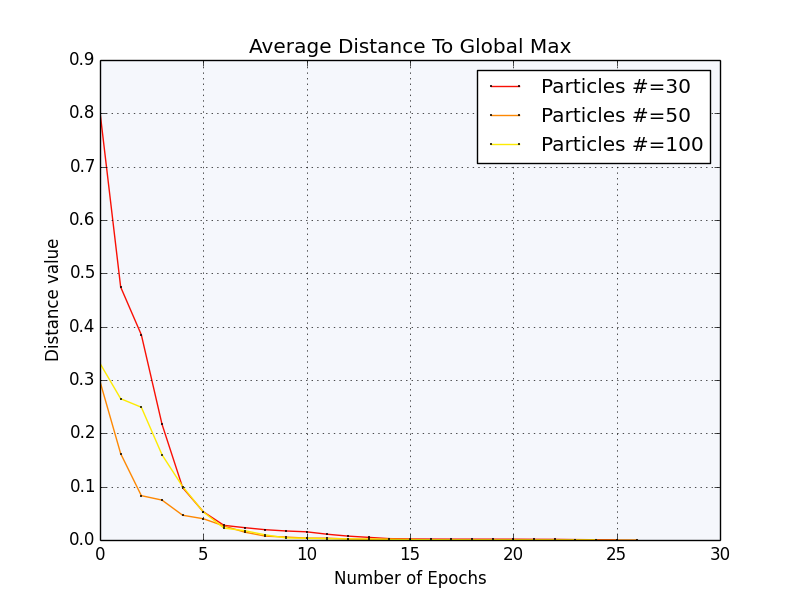 Average Distance To Global Max
Particles #=30
Particles #=50
Particles #=100
Distance value
0.9
0.8
0.7
0.6
0.5
0.4
0.3
0.2
0.1
0.0
0 5 10 15 20 25 30
Number of Epochs